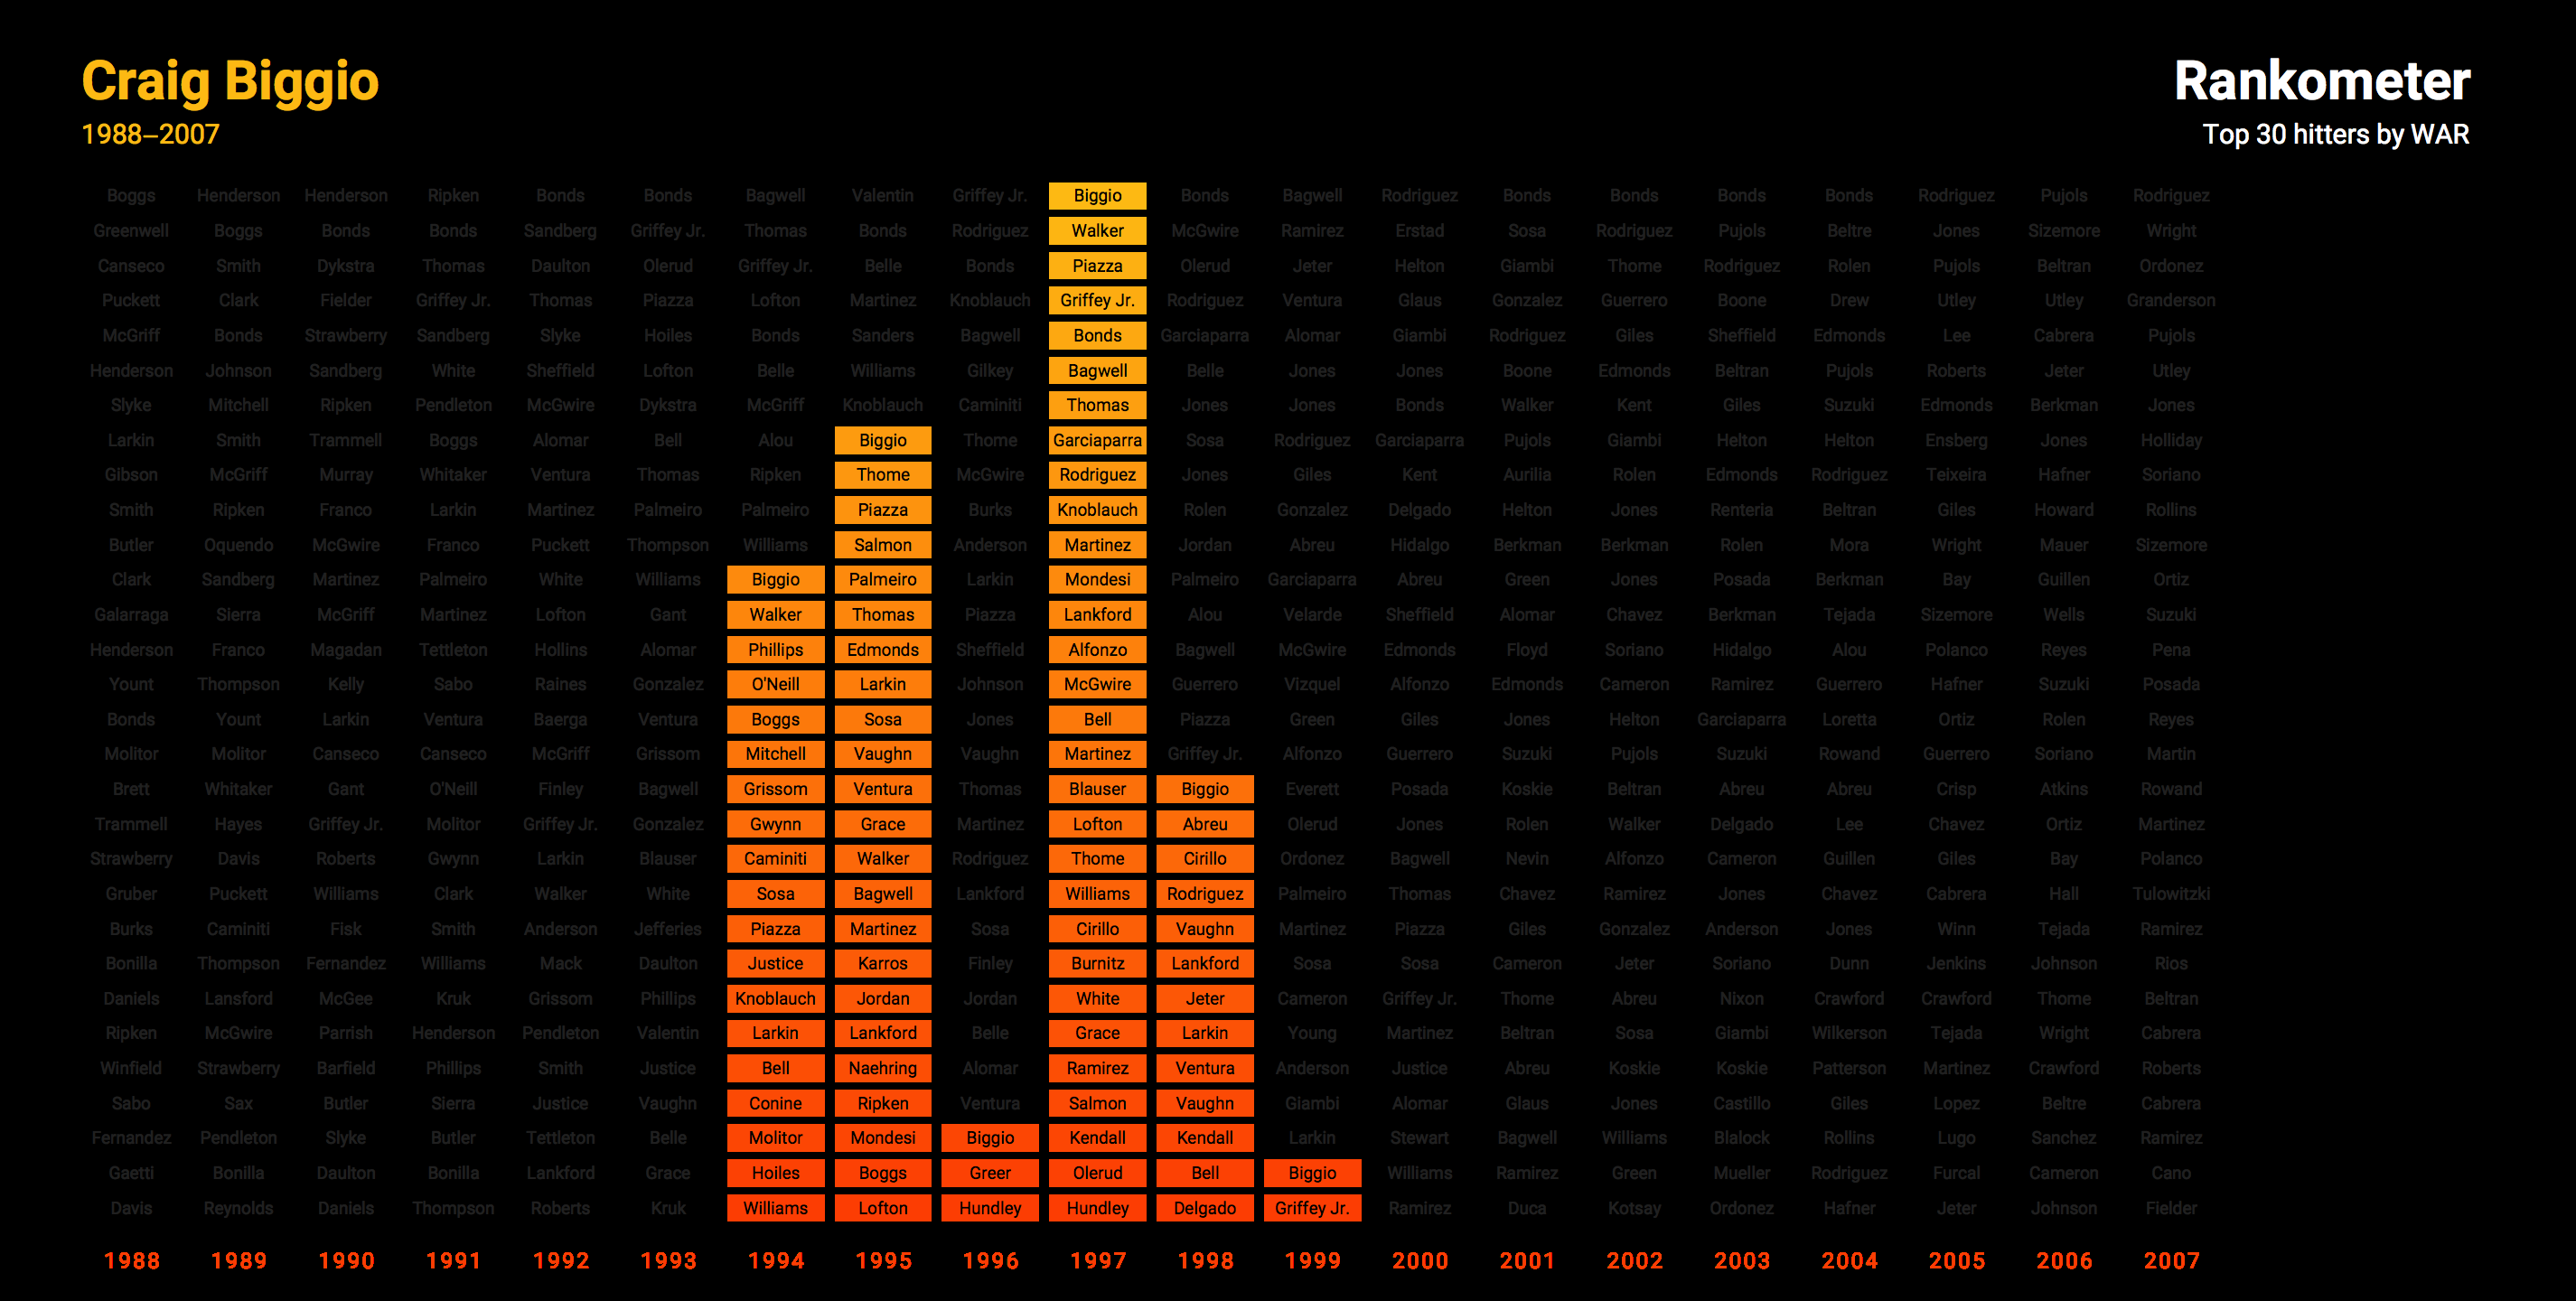 Craig Biggio
1988–2007
Rankometer
Top 30 hitters by WAR
Boggs Henderson Henderson Ripken Bonds Bonds Bagwell Valentin Griffey Jr. Biggio Bonds Bagwell Rodriguez Bonds Bonds Bonds Bonds Rodriguez Pujols Rodriguez
Greenwell Boggs Bonds Bonds Sandberg Griffey Jr. Thomas Bonds Rodriguez Walker McGwire Ramirez Erstad Sosa Rodriguez Pujols Beltre Jones Sizemore Wright
Canseco Smith Dykstra Thomas Daulton Olerud Griffey Jr. Belle Bonds Piazza Olerud Jeter Helton Giambi Thome Rodriguez Rolen Pujols Beltran Ordonez
Puckett Clark Fielder Griffey Jr. Thomas Piazza Lofton Martinez Knoblauch Griffey Jr. Rodriguez Ventura Glaus Gonzalez Guerrero Boone Drew Utley Utley Granderson
McGriff Bonds Strawberry Sandberg Slyke Hoiles Bonds Sanders Bagwell Bonds Garciaparra Alomar Giambi Rodriguez Giles Sheffield Edmonds Lee Cabrera Pujols
Henderson Johnson Sandberg White Sheffield Lofton Belle Williams Gilkey Bagwell Belle Jones Jones Boone Edmonds Beltran Pujols Roberts Jeter Utley
Slyke Mitchell Ripken Pendleton McGwire Dykstra McGriff Knoblauch Caminiti Thomas Jones Jones Bonds Walker Kent Giles Suzuki Edmonds Berkman Jones
Larkin Smith Trammell Boggs Alomar Bell Alou Biggio Thome Garciaparra Sosa Rodriguez Garciaparra Pujols Giambi Helton Helton Ensberg Jones Holliday
Gibson McGriff Murray Whitaker Ventura Thomas Ripken Thome McGwire Rodriguez Jones Giles Kent Aurilia Rolen Edmonds Rodriguez Teixeira Hafner Soriano
Smith Ripken Franco Larkin Martinez Palmeiro Palmeiro Piazza Burks Knoblauch Rolen Gonzalez Delgado Helton Jones Renteria Beltran Giles Howard Rollins
Butler Oquendo McGwire Franco Puckett Thompson Williams Salmon Anderson Martinez Jordan Abreu Hidalgo Berkman Berkman Rolen Mora Wright Mauer Sizemore
Clark Sandberg Martinez Palmeiro White Williams Biggio Palmeiro Larkin Mondesi Palmeiro Garciaparra Abreu Green Jones Posada Berkman Bay Guillen Ortiz
Galarraga Sierra McGriff Martinez Lofton Gant Walker Thomas Piazza Lankford Alou Velarde Sheffield Alomar Chavez Berkman Tejada Sizemore Wells Suzuki
Henderson Franco Magadan Tettleton Hollins Alomar Phillips Edmonds Sheffield Alfonzo Bagwell McGwire Edmonds Floyd Soriano Hidalgo Alou Polanco Reyes Pena
Yount Thompson Kelly Sabo Raines Gonzalez O'Neill Larkin Johnson McGwire Guerrero Vizquel Alfonzo Edmonds Cameron Ramirez Guerrero Hafner Suzuki Posada
Bonds Yount Larkin Ventura Baerga Ventura Boggs Sosa Jones Bell Piazza Green Giles Jones Helton Garciaparra Loretta Ortiz Rolen Reyes
Molitor Molitor Canseco Canseco McGriff Grissom Mitchell Vaughn Vaughn Martinez Griffey Jr. Alfonzo Guerrero Suzuki Pujols Suzuki Rowand Guerrero Soriano Martin
Brett Whitaker Gant O'Neill Finley Bagwell Grissom Ventura Thomas Blauser Biggio Everett Posada Koskie Beltran Abreu Abreu Crisp Atkins Rowand
Trammell Hayes Griffey Jr. Molitor Griffey Jr. Gonzalez Gwynn Grace Martinez Lofton Abreu Olerud Jones Rolen Walker Delgado Lee Chavez Ortiz Martinez
Strawberry Davis Roberts Gwynn Larkin Blauser Caminiti Walker Rodriguez Thome Cirillo Ordonez Bagwell Nevin Alfonzo Cameron Guillen Giles Bay Polanco
Gruber Puckett Williams Clark Walker White Sosa Bagwell Lankford Williams Rodriguez Palmeiro Thomas Chavez Ramirez Jones Chavez Cabrera Hall Tulowitzki
Burks Caminiti Fisk Smith Anderson Jefferies Piazza Martinez Sosa Cirillo Vaughn Martinez Piazza Giles Gonzalez Anderson Jones Winn Tejada Ramirez
Bonilla Thompson Fernandez Williams Mack Daulton Justice Karros Finley Burnitz Lankford Sosa Sosa Cameron Jeter Soriano Dunn Jenkins Johnson Rios
Daniels Lansford McGee Kruk Grissom Phillips Knoblauch Jordan Jordan White Jeter Cameron Griffey Jr. Thome Abreu Nixon Crawford Crawford Thome Beltran
Ripken McGwire Parrish Henderson Pendleton Valentin Larkin Lankford Belle Grace Larkin Young Martinez Beltran Sosa Giambi Wilkerson Tejada Wright Cabrera
Winfield Strawberry Barfield Phillips Smith Justice Bell Naehring Alomar Ramirez Ventura Anderson Justice Abreu Koskie Koskie Patterson Martinez Crawford Roberts
Sabo Sax Butler Sierra Justice Vaughn Conine Ripken Ventura Salmon Vaughn Giambi Alomar Glaus Jones Castillo Giles Lopez Beltre Cabrera
Fernandez Pendleton Slyke Butler Tettleton Belle Molitor Mondesi Biggio Kendall Kendall Larkin Stewart Bagwell Williams Blalock Rollins Lugo Sanchez Ramirez
Gaetti Bonilla Daulton Bonilla Lankford Grace Hoiles Boggs Greer Olerud Bell Biggio Williams Ramirez Green Mueller Rodriguez Furcal Cameron Cano
Davis Reynolds Daniels Thompson Roberts Kruk Williams Lofton Hundley Hundley Delgado Griffey Jr. Ramirez Duca Kotsay Ordonez Hafner Jeter Johnson Fielder
1988 1989 1990 1991 1992 1993 1994 1995 1996 1997 1998 1999 2000 2001 2002 2003 2004 2005 2006 2007